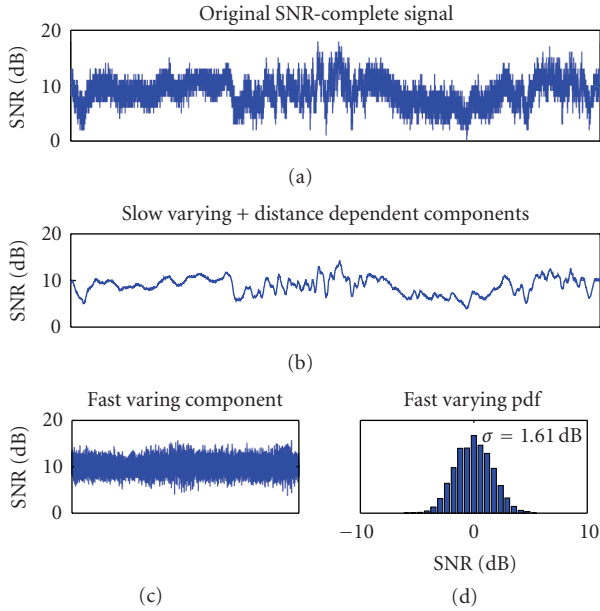 Original SNR-complete signal
20
10
0
SNR (dB)
(a)
Slow varying + distance dependent components
20
10
0
SNR (dB)
(b)
Fast varing component
20
10
0
SNR (dB)
(c)
Fast varying pdf
σ = 1.61 dB
−10
0
10
SNR (dB)
(d)